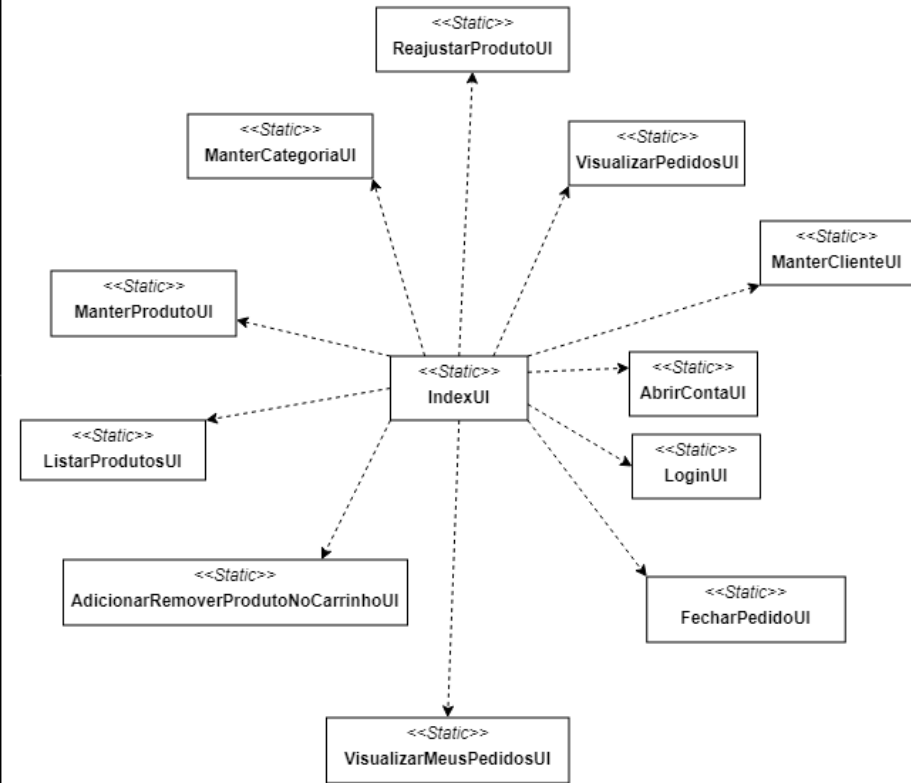 <<Static>>
ReajustarProdutoUI
<<Static>>
ManterCategoriaUI
<<Static>>
VisualizarPedidosUI
<<Static>>
ManterClienteUI
<<Static>>
ManterProdutoUI
<<Static>>
IndexUI
<<Static>>
AbrirContaUI
<<Static>>
ListarProdutosUI
<<Static>>
LoginUI
<<Static>>
AdicionarRemoverProdutoNoCarrinhoUI
<<Static>>
FecharPedidoUI
<<Static>>
VisualizarMeusPedidosUI